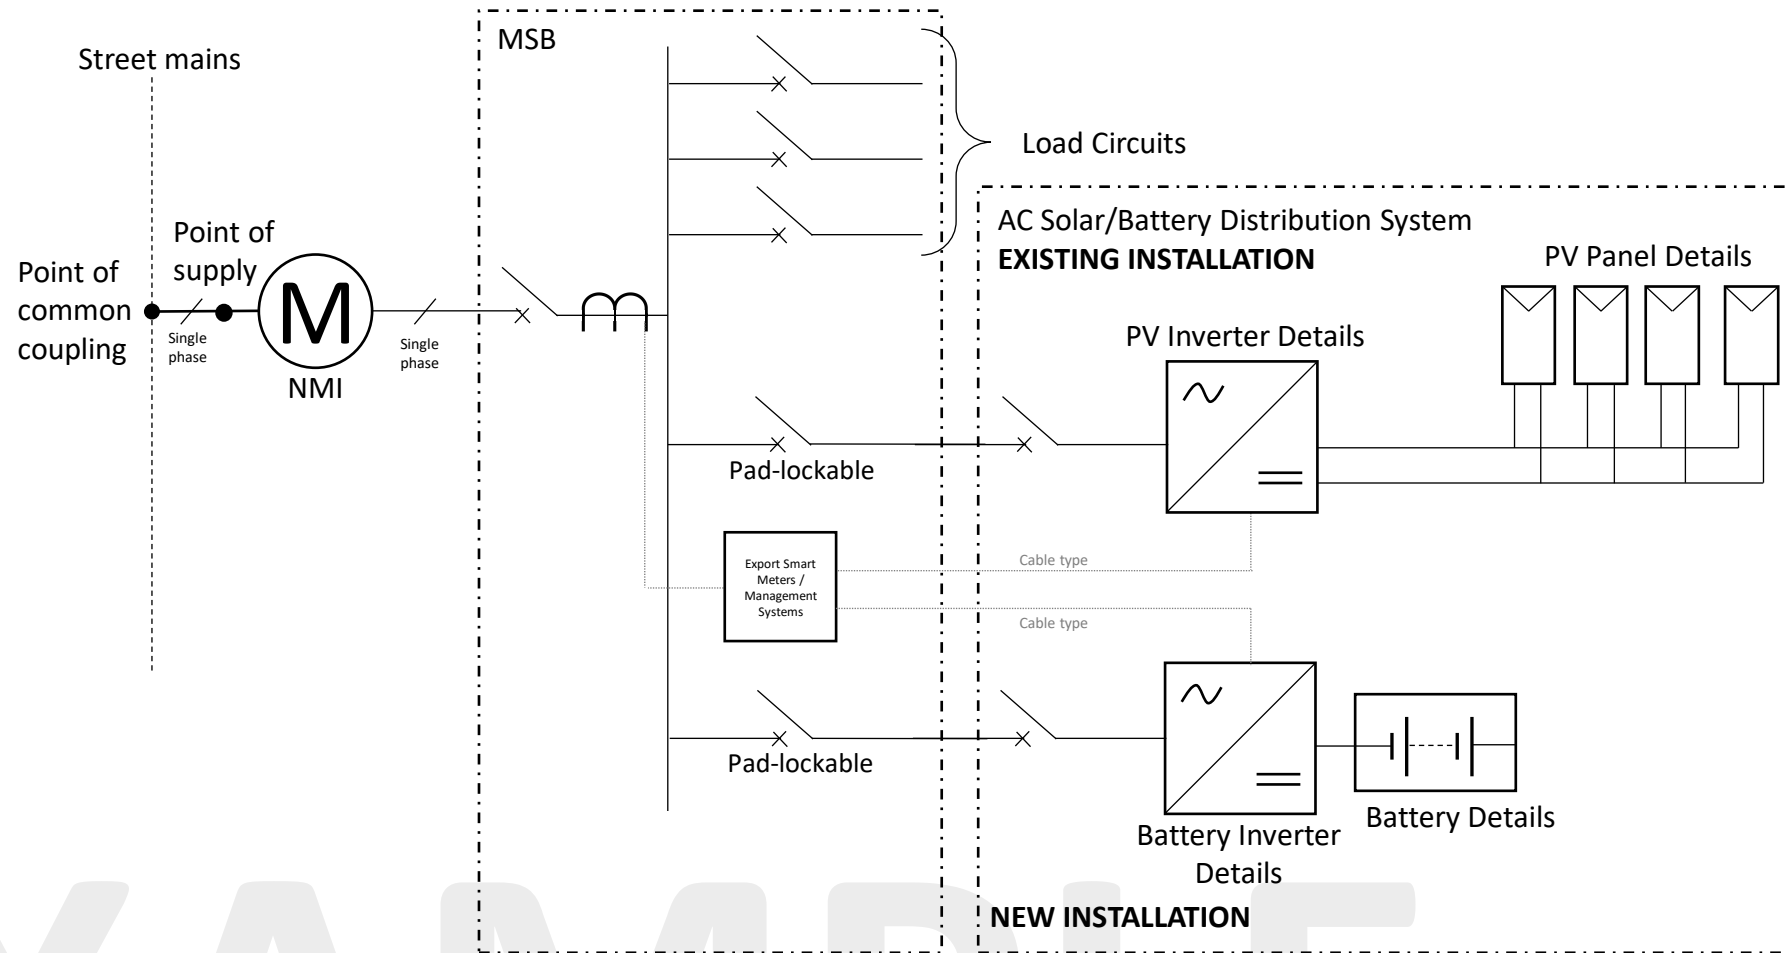 Street mains
MSB
Load Circuits
Point of
supply
Point of
common
coupling
M
Single
phase
Single
phase
NMI
AC Solar/Battery Distribution System
EXISTING INSTALLATION
PV Panel Details
PV Inverter Details
Pad-lockable
Export Smart
Meters /
Management
Systems
Cable type
Cable type
Pad-lockable
Battery Details
Battery Inverter
Details
NEW INSTALLATION
XAMPLE